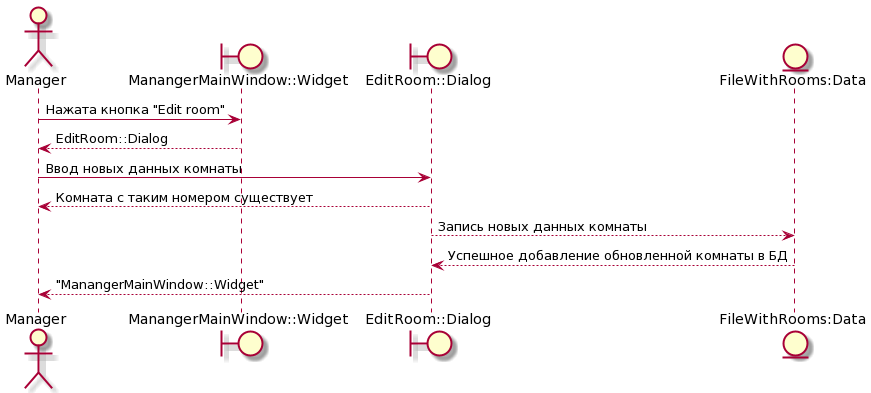 Manager
ManangerMainWindow::Widget
EditRoom::Dialog
FileWithRooms:Data
Нажата кнопка "Edit room"
EditRoom::Dialog
Ввод новых данных комнаты
Комната с таким номером существует
Запись новых данных комнаты
Успешное добавление обновленной комнаты в БД
"ManangerMainWindow::Widget"
Manager
ManangerMainWindow::Widget
EditRoom::Dialog
FileWithRooms:Data